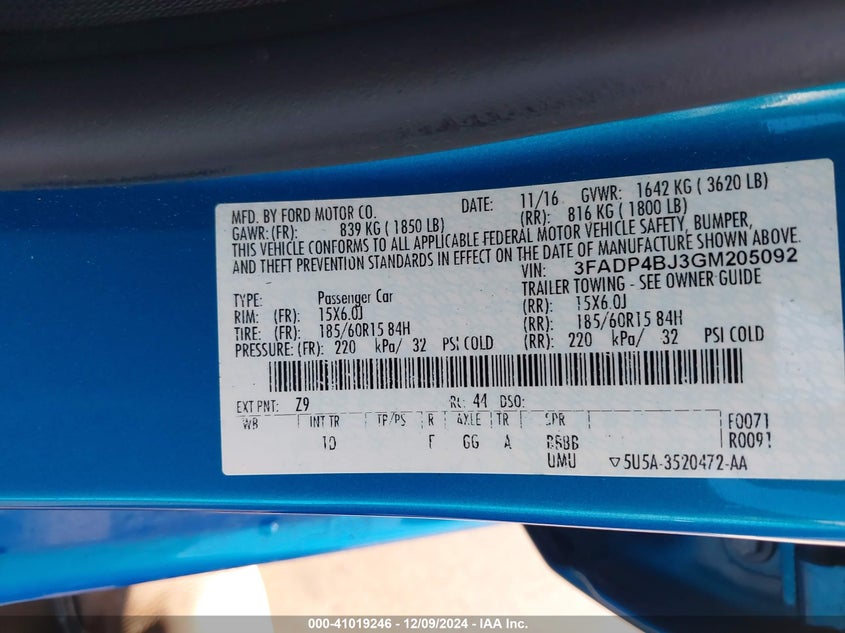 MFD. BY FORD MOTOR CO. DATE: 11/16 GVWR: 1642 KG ( 3620 LB)
GAWR: (FR): 839 KG ( 1850 LB) (RR): 816 KG ( 1800 LB)
THIS VEHICLE CONFORMS TO ALL APPLICABLE FEDERAL MOTOR VEHICLE SAFETY, BUMPER,
AND THEFT PREVENTION STANDARDS IN EFFECT ON THE DATE OF MANUFACTURE SHOWN ABOVE.
VIN: 3FADP4BJ3GM205092
TYPE: Passenger Car TRAILER TOWING - SEE OWNER GUIDE
RIM: (FR): 15X6.0J (RR): 15X6.0J
TIRE: (FR): 185/60R15 84H (RR): 185/60R15 84H
PRESSURE: (FR): 220 kPa/ 32 PSI COLD (RR): 220 kPa/ 32 PSI COLD
EXT PNT: Z9 RC: 44 DSO:
WB INT TR TP/PS R AXLE TR SPR F0071
10 F GG A BBBB R0091
UMU ▽5U5A-3520472-AA
000-41019246 - 12/09/2024 - IAA Inc.